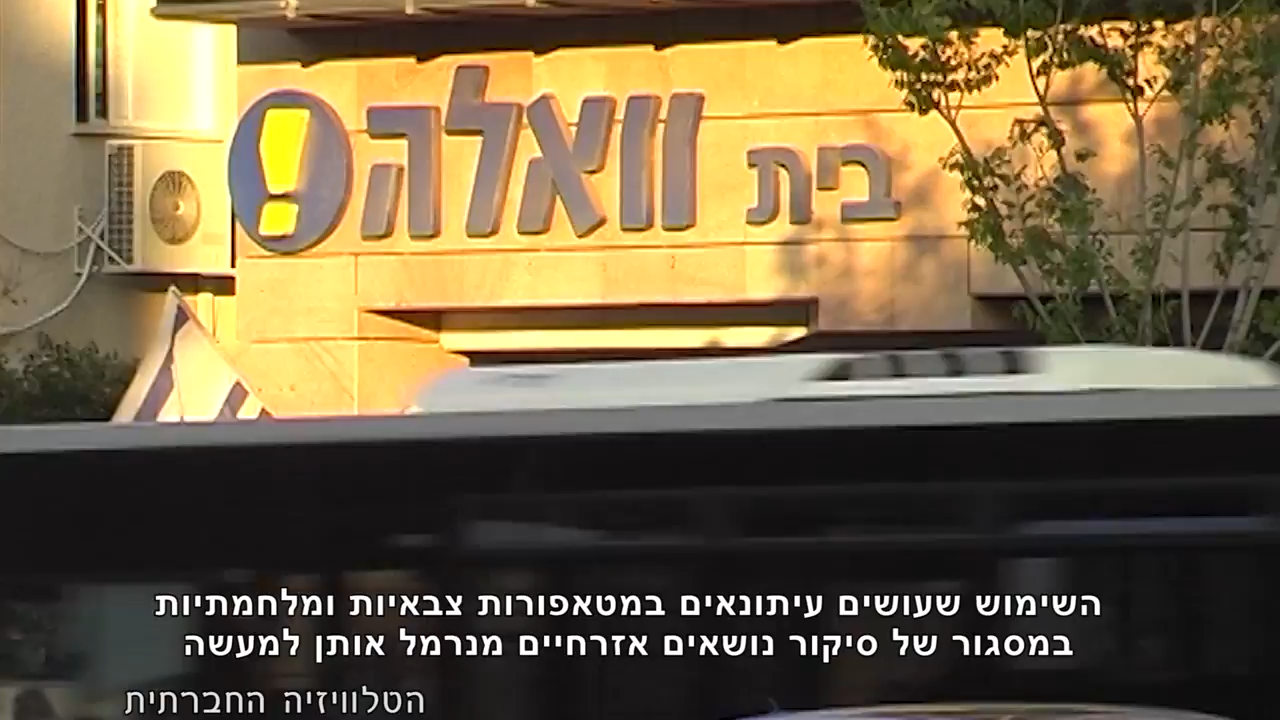 בית וואלה!
השימוש שעושים עיתונאים במטאפורות צבאיות ומלחמתיות
במסגור של סיקור נושאים אזרחיים מנרמל אותן למעשה
הטלוויזיה החברתית